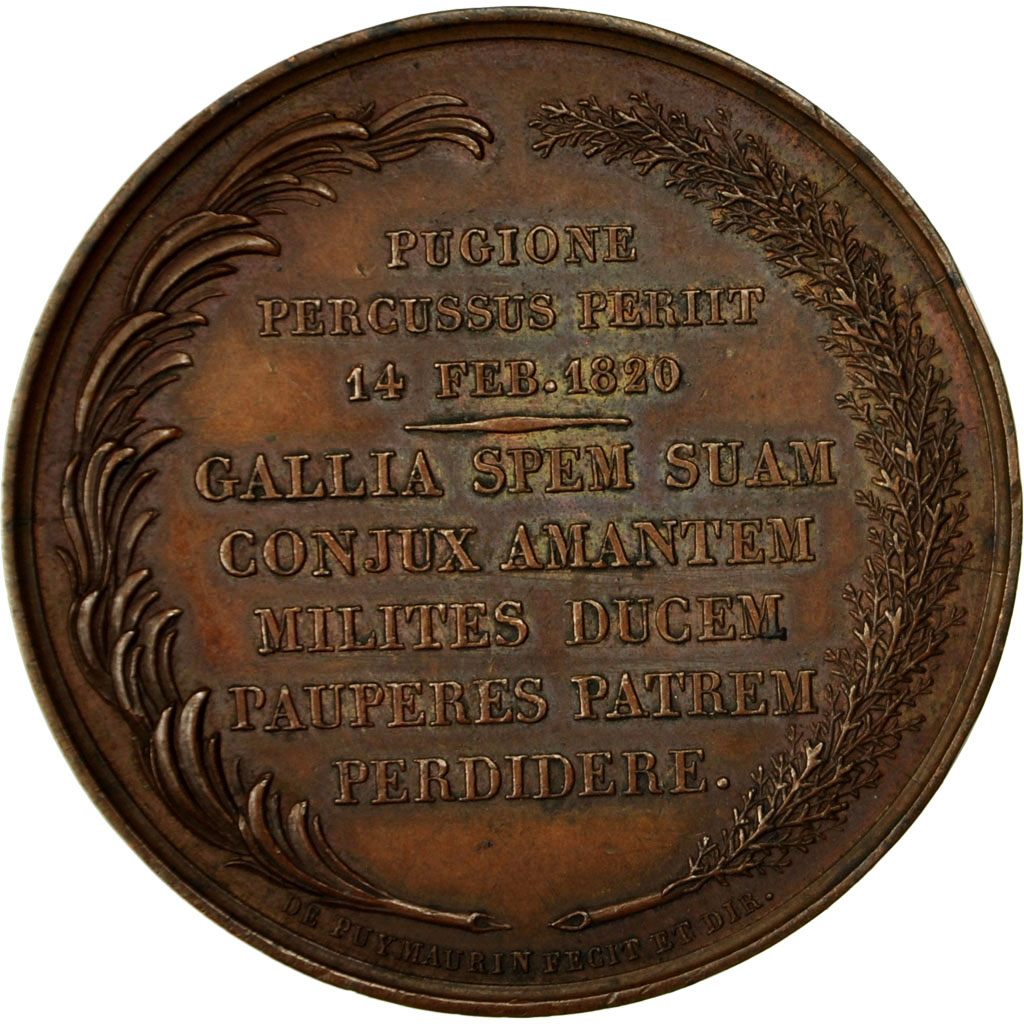 PUGIONE
PERCUSSUS PERIIT
14 FEB. 1820
GALLIA SPEM SUAM
CONJUX AMANTEM
MILITES DUCEM
PAUPERES PATREM
PERDIDERE.
DE PUYMAURIN FECIT ET DIR.